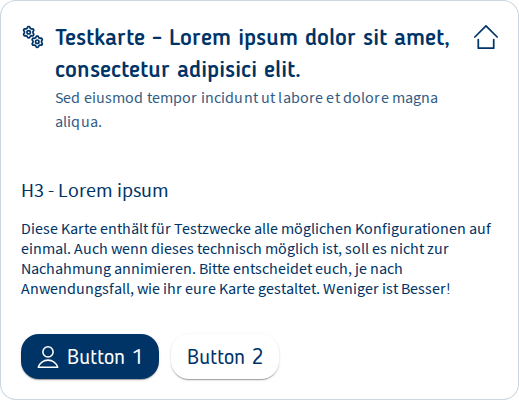 Testkarte – Lorem ipsum dolor sit amet,
consectetur adipisici elit.
Sed eiusmod tempor incidunt ut labore et dolore magna
aliqua.
H3 - Lorem ipsum
Diese Karte enthält für Testzwecke alle möglichen Konfigurationen auf
einmal. Auch wenn dieses technisch möglich ist, soll es nicht zur
Nachahmung animieren. Bitte entscheidet euch, je nach
Anwendungsfall, wie ihr eure Karte gestaltet. Weniger ist Besser!
Button 1 Button 2